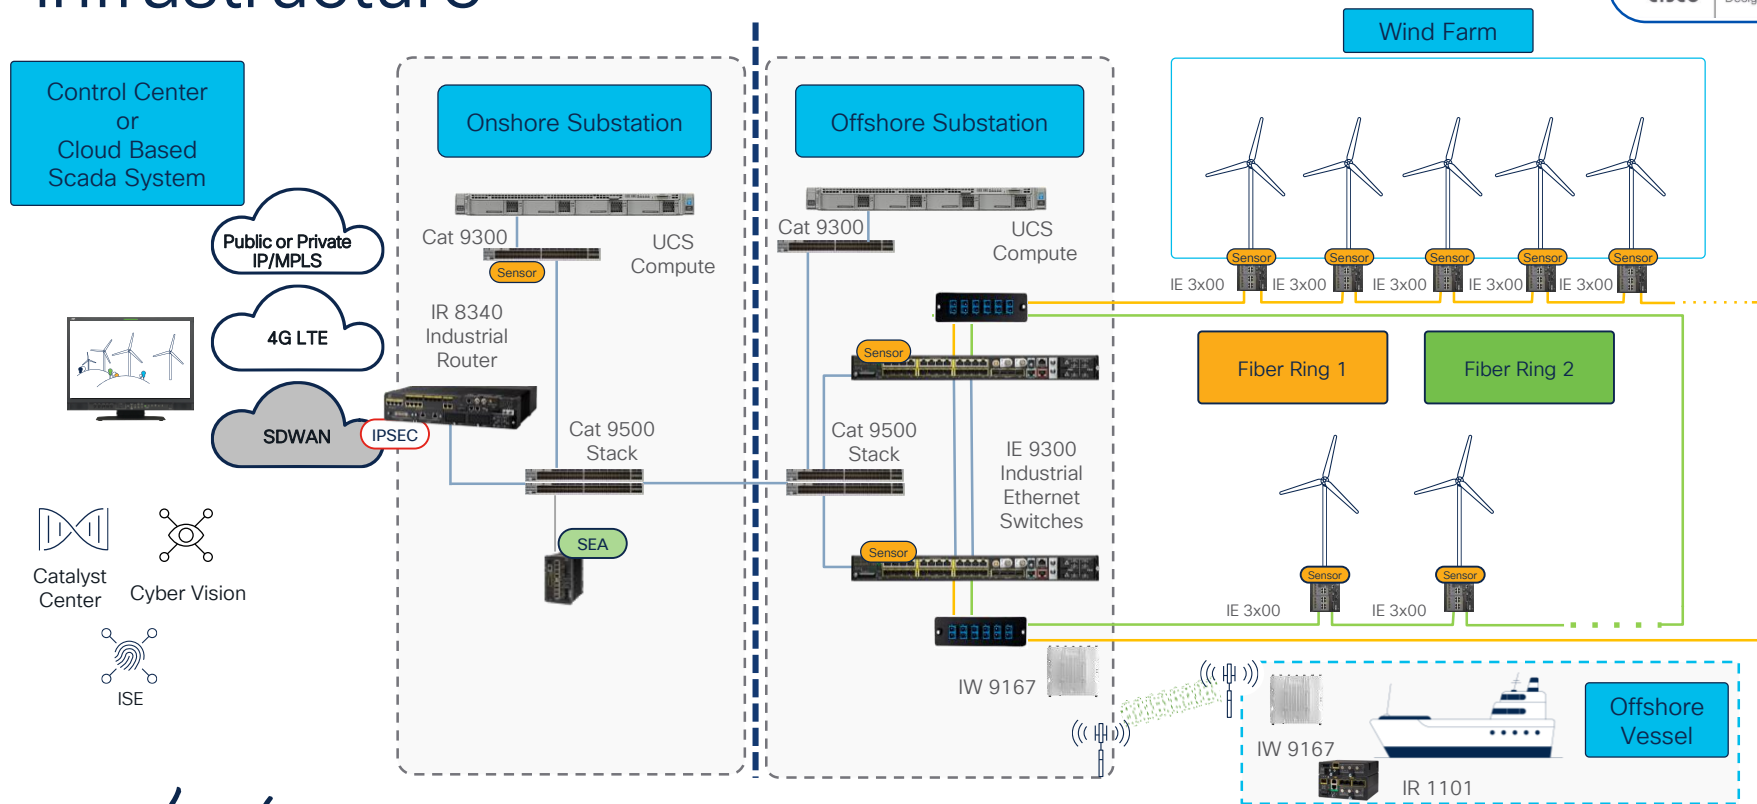 Infrastructure
CISCO
Desig
Wind Farm
Control Center
or
Cloud Based
Scada System
Onshore Substation
Offshore Substation
Public or Private
IP/MPLS
4G LTE
SDWAN
IPSEC
Cat 9300
Sensor
UCS
Compute
IR 8340
Industrial
Router
Cat 9500
Stack
SEA
Catalyst
Center
Cyber Vision
ISE
Cat 9300
UCS
Compute
Sensor
Cat 9500
Stack
IE 9300
Industrial
Ethernet
Switches
Sensor
IW 9167
Sensor
Sensor
Sensor
Sensor
Sensor
IE 3x00
IE 3x00
IE 3x00
IE 3x00
IE 3x00
Fiber Ring 1
Fiber Ring 2
Sensor
Sensor
IE 3x00
IE 3x00
IW 9167
IR 1101
Offshore
Vessel